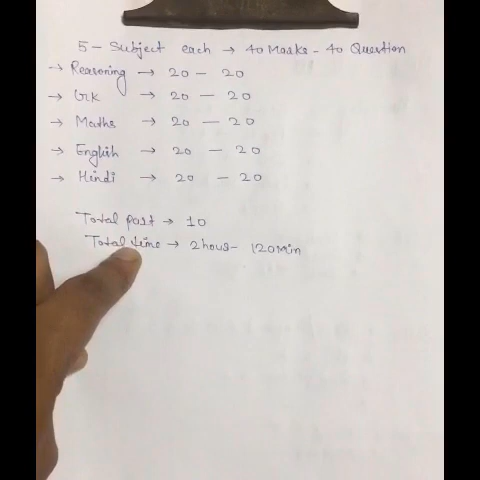 5 - Subject each → 40 Marks - 40 Question
→ Reasoning → 20 - 20
→ GK → 20 - 20
→ Maths → 20 - 20
→ English → 20 - 20
→ Hindi → 20 - 20
Total part → 10
Total time → 2 hour - 120 Min